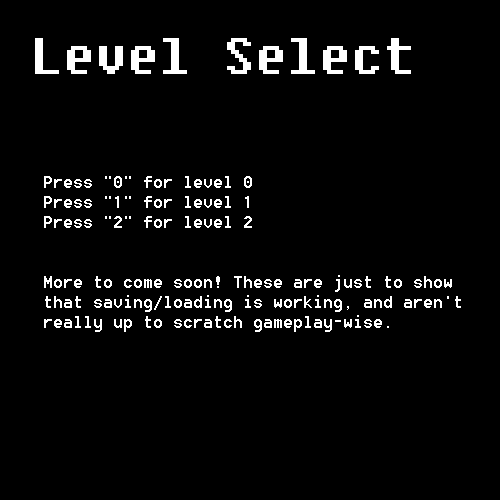 Level Select
Press "0" for level 0
Press "1" for level 1
Press "2" for level 2
More to come soon! These are just to show
that saving/loading is working, and aren't
really up to scratch gameplay-wise.